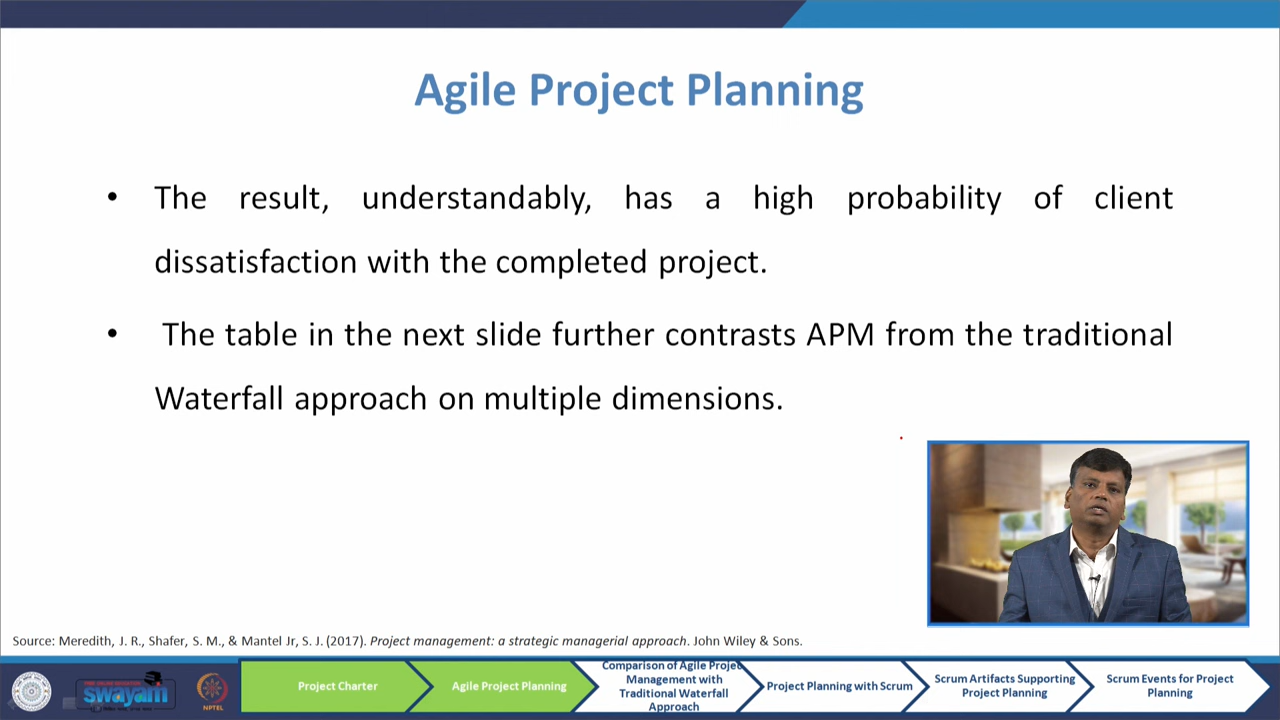 Agile Project Planning
• The result, understandably, has a high probability of client
dissatisfaction with the completed project.
• The table in the next slide further contrasts APM from the traditional
Waterfall approach on multiple dimensions.
Source: Meredith, J. R., Shafer, S. M., & Mantel Jr, S. J. (2017). Project management: a strategic managerial approach. John Wiley & Sons.
swayam
NPTEL
Project Charter
Agile Project Planning
Comparison of Agile Projec
Management with
Traditional Waterfall
Approach
Project Planning with Scrum
Scrum Artifacts Supporting
Project Planning
Scrum Events for Project
Planning